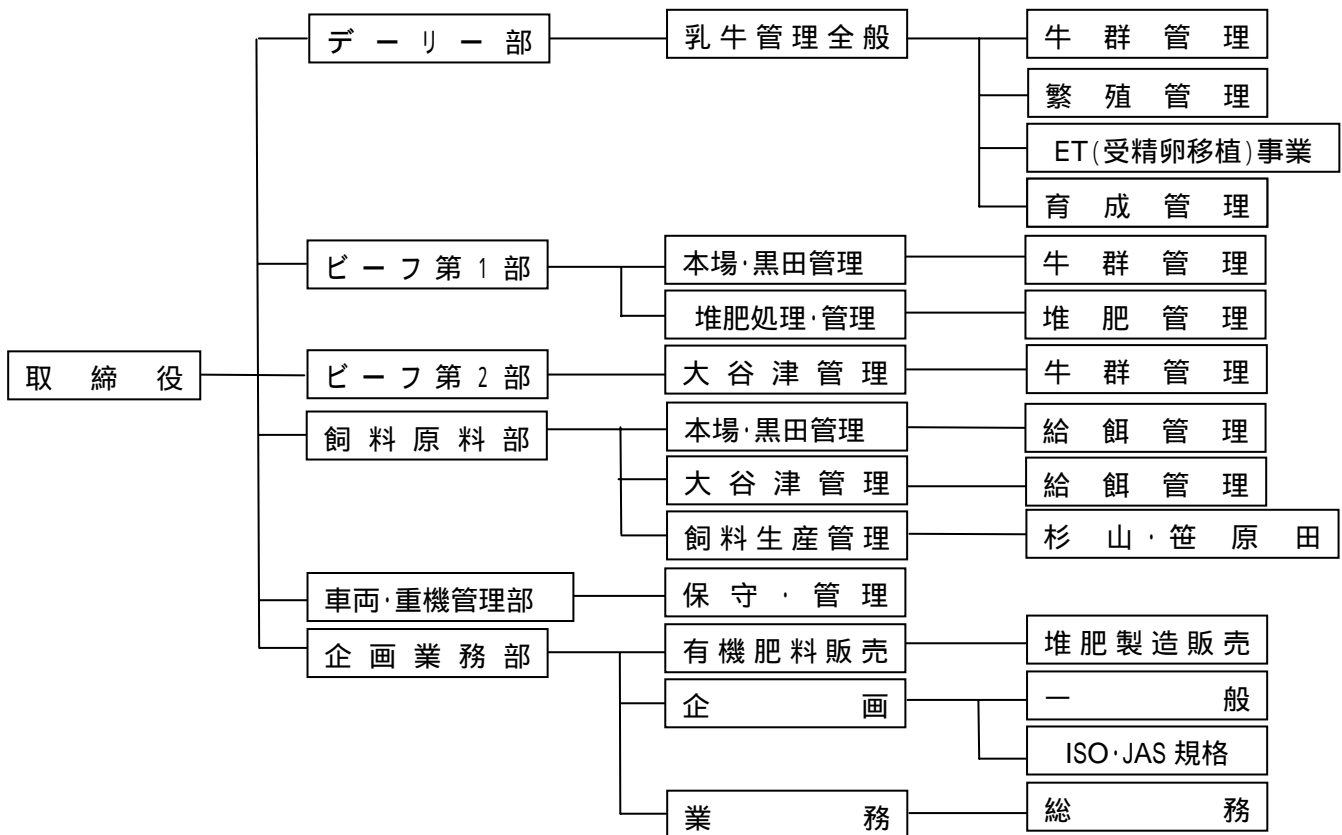 デーリー部 乳牛管理全般 牛群管理
繁殖管理
ET(受精卵移植)事業
育成管理
ビーフ第1部 本場・黒田管理 牛群管理
堆肥処理・管理 堆肥管理
取締役 ビーフ第2部 大谷津管理 牛群管理
飼料原料部 本場・黒田管理 給餌管理
大谷津管理 給餌管理
飼料生産管理 杉山・笹原田
車両・重機管理部 保守・管理
企画業務部 有機肥料販売 堆肥製造販売
企画 一般
ISO・JAS規格
業務 総務